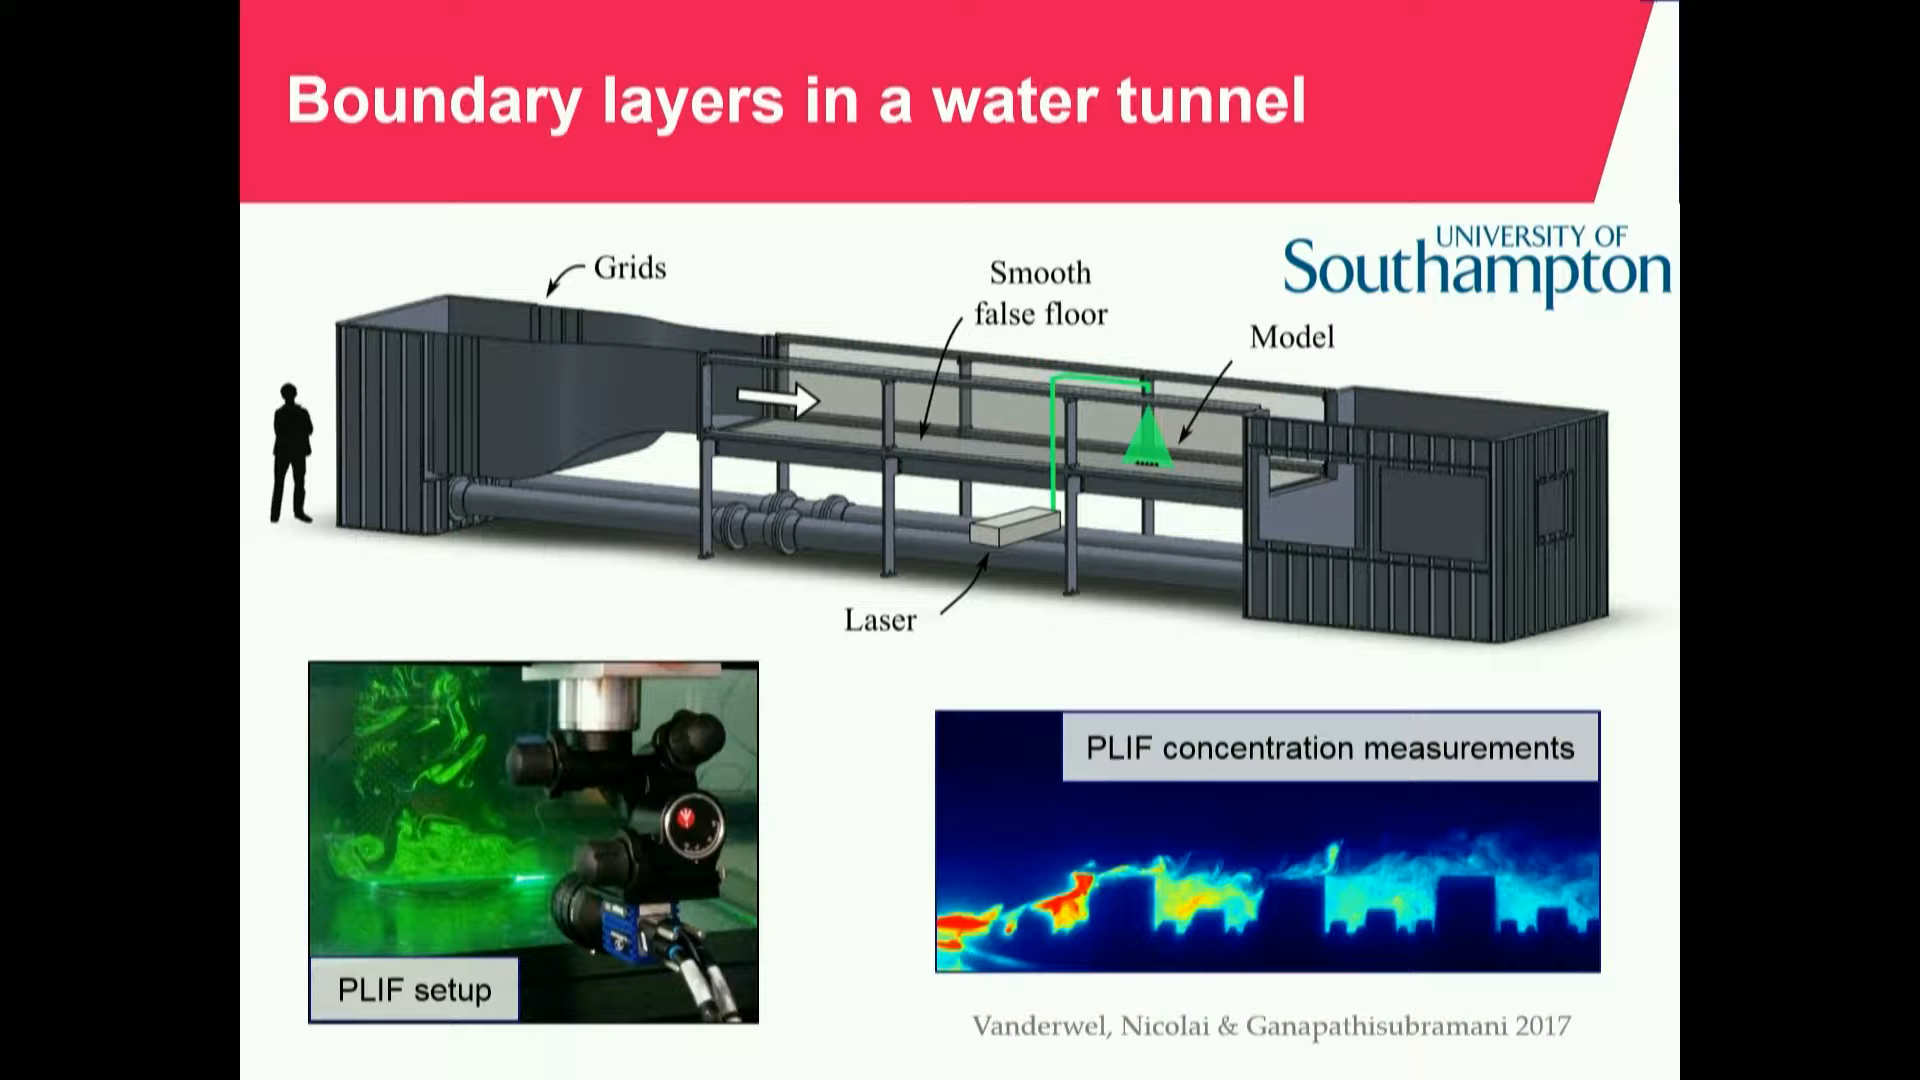 Boundary layers in a water tunnel
UNIVERSITY OF
Southampton
Grids
Smooth
false floor
Model
Laser
PLIF setup
PLIF concentration measurements
Vanderwel, Nicolai & Ganapathisubramani 2017